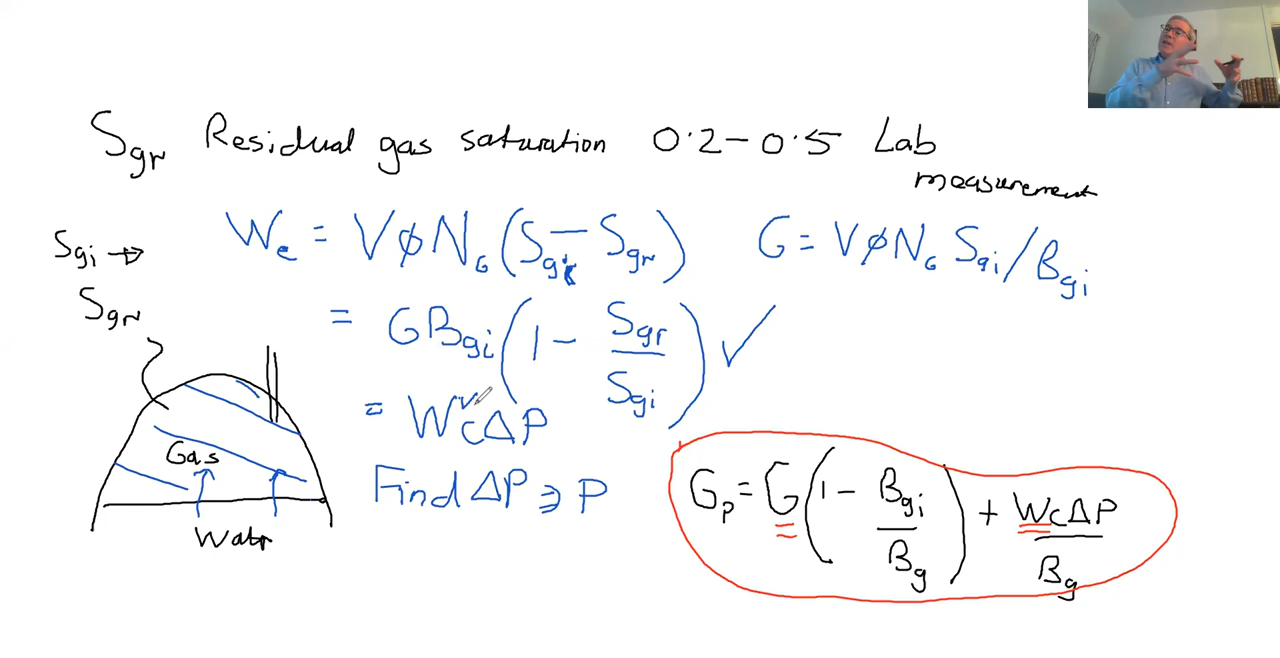 Sgr Residual gas saturation 0.2 – 0.5 Lab
measurement
We = VϕNG (Sgi – Sgr) G = VϕNG Sgi / Bgi
Sgi →
Sgr
= GBgi (1 – Sgr / Sgi) ✓
= WcΔP
Find ΔP ⇒ P
Gas
Watr
Gp = G (1 – Bgi / Bg) + WcΔP / Bg